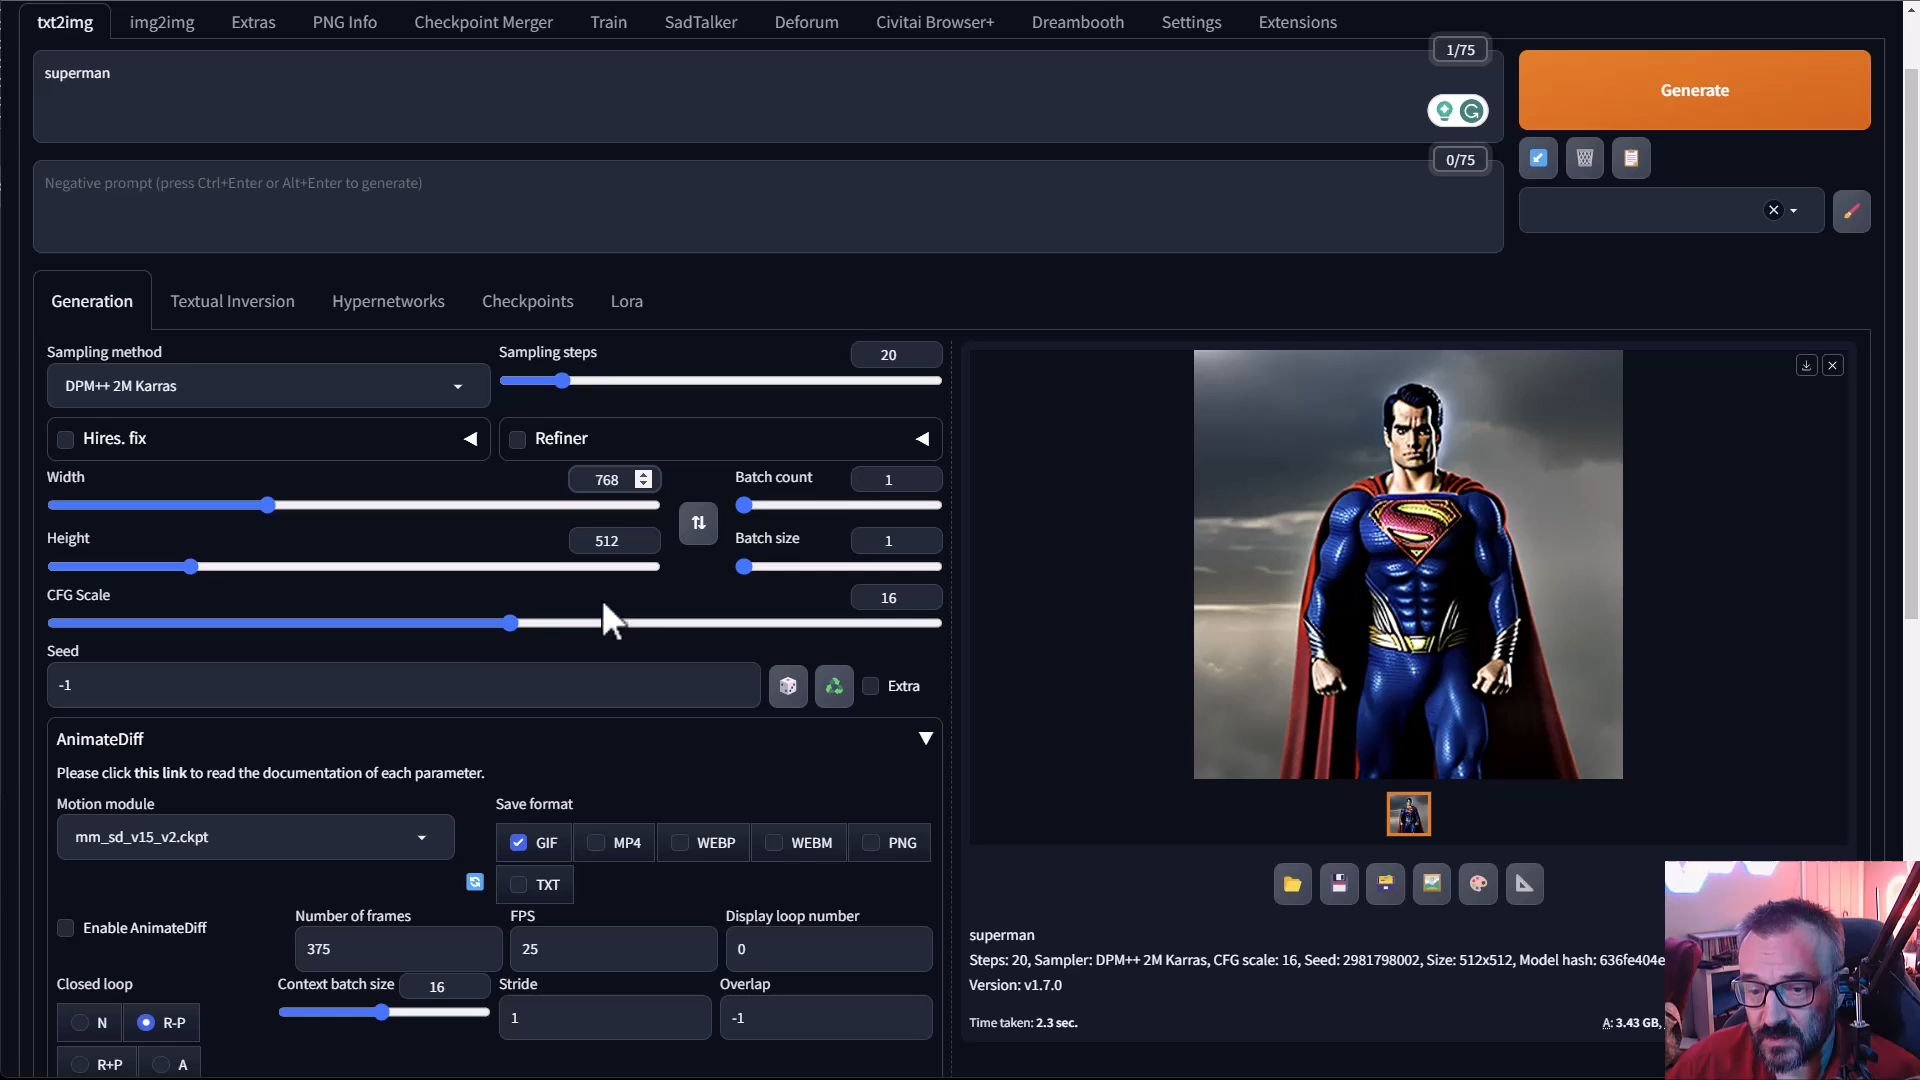 txt2img img2img Extras PNG Info Checkpoint Merger Train SadTalker Deforum Civitai Browser+ Dreambooth Settings Extensions
1/75
superman
Generate
0/75
Negative prompt (press Ctrl+Enter or Alt+Enter to generate)
Generation Textual Inversion Hypernetworks Checkpoints Lora
Sampling method
DPM++ 2M Karras
Sampling steps 20
Hires. fix
Refiner
Width 768
Batch count 1
Height 512
Batch size 1
CFG Scale 16
Seed
-1
Extra
AnimateDiff
Please click this link to read the documentation of each parameter.
Motion module
mm_sd_v15_v2.ckpt
Save format
GIF MP4 WEBP WEBM PNG
TXT
Enable AnimateDiff
Number of frames
375
FPS
25
Display loop number
0
Closed loop
N R-P
R+P A
Context batch size 16
Stride
1
Overlap
-1
superman
Steps: 20, Sampler: DPM++ 2M Karras, CFG scale: 16, Seed: 2981798002, Size: 512x512, Model hash: 636fe404e
Version: v1.7.0
Time taken: 2.3 sec.
A: 3.43 GB,